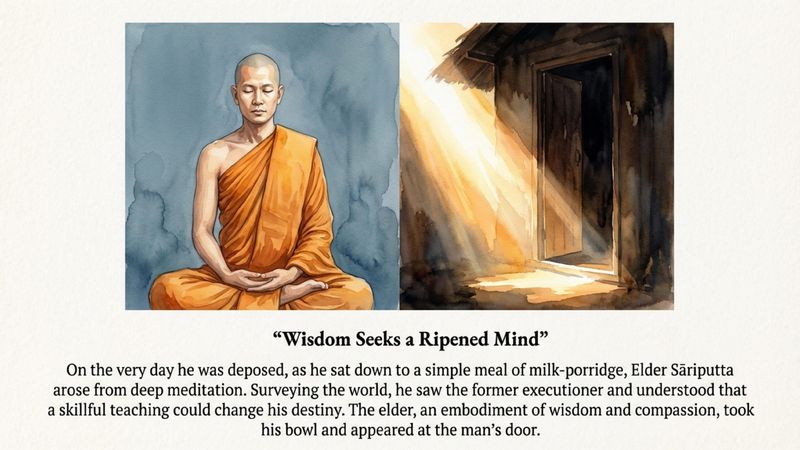 “Wisdom Seeks a Ripened Mind”
On the very day he was deposed, as he sat down to a simple meal of milk-porridge, Elder Sāriputta
arose from deep meditation. Surveying the world, he saw the former executioner and understood that
a skillful teaching could change his destiny. The elder, an embodiment of wisdom and compassion, took
his bowl and appeared at the man’s door.